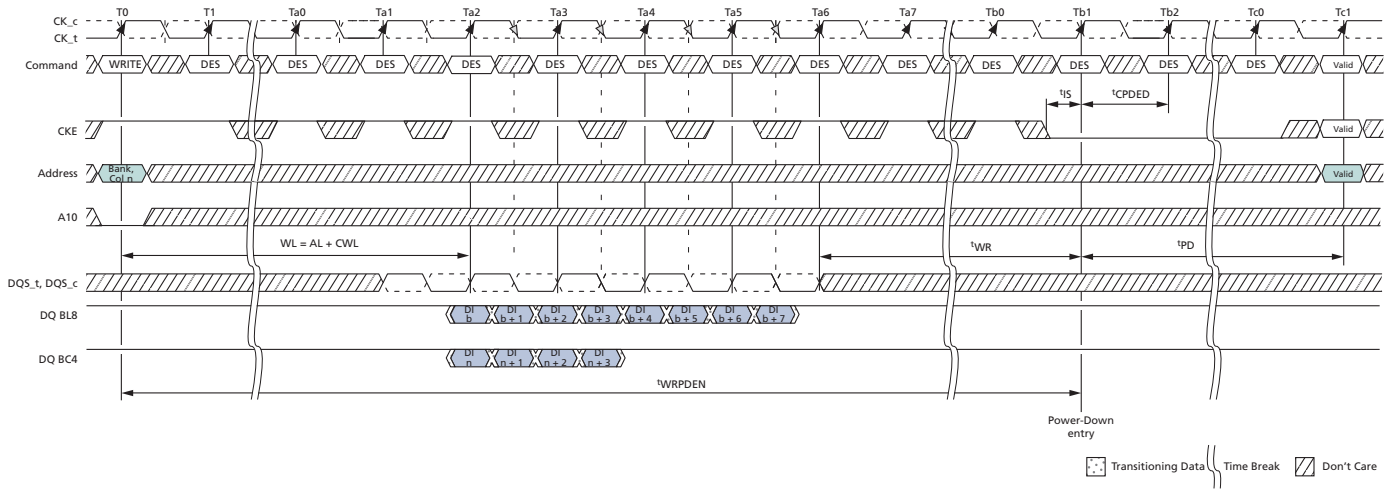 T0 T1 Ta0 Ta1 Ta2 Ta3 Ta4 Ta5 Ta6 Ta7 Tb0 Tb1 Tb2 Tc0 Tc1
CK_c
CK_t
Command WRITE DES DES DES DES DES DES DES DES DES DES DES DES DES Valid
tIS tCPDED
CKE Valid
Address Bank, Col n Valid
A10
WL = AL + CWL tWR tPD
DQS_t, DQS_c
DQ BL8 DI b DI b + 1 DI b + 2 DI b + 3 DI b + 4 DI b + 5 DI b + 6 DI b + 7
DQ BC4 DI n DI n + 1 DI n + 2 DI n + 3
tWRPDEN
Power-Down
entry
Transitioning Data Time Break Don't Care